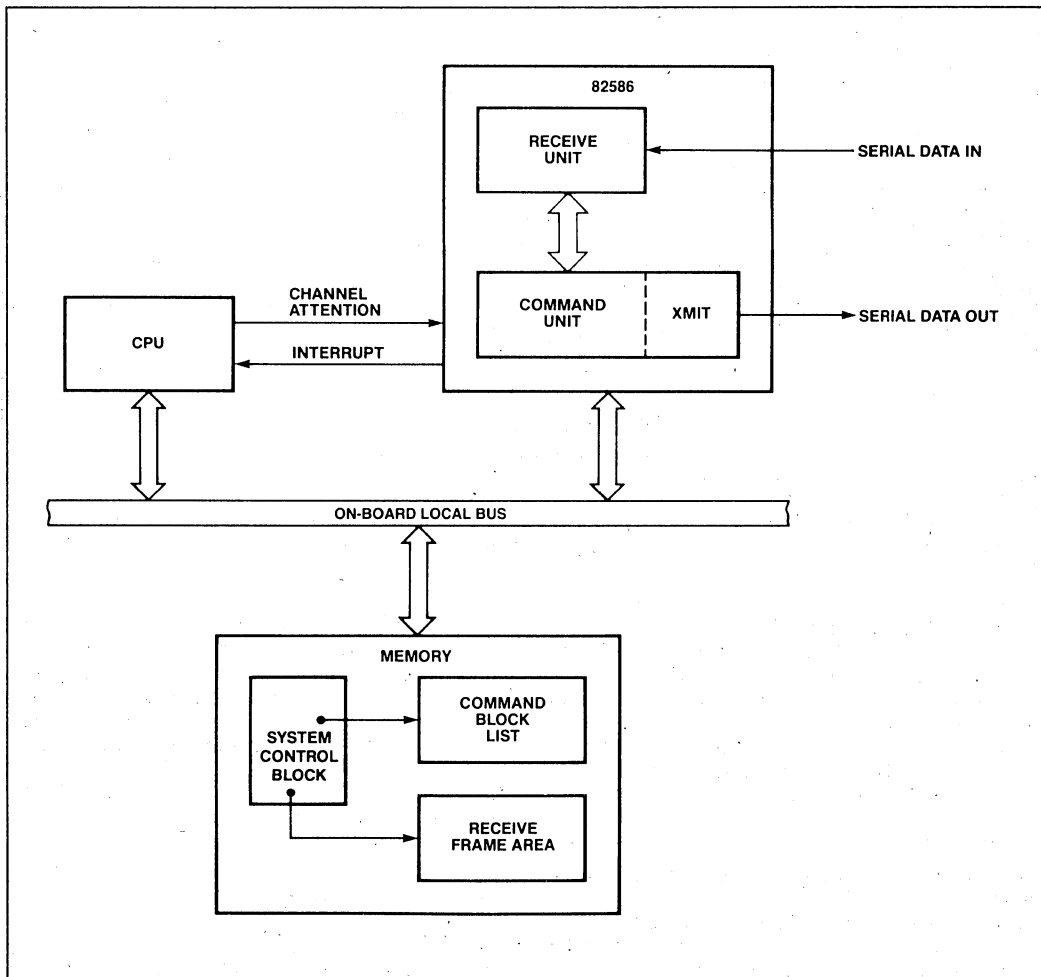 82586
RECEIVE
UNIT
SERIAL DATA IN
COMMAND
UNIT
XMIT
SERIAL DATA OUT
CHANNEL
ATTENTION
CPU
INTERRUPT
ON-BOARD LOCAL BUS
MEMORY
SYSTEM
CONTROL
BLOCK
COMMAND
BLOCK
LIST
RECEIVE
FRAME AREA